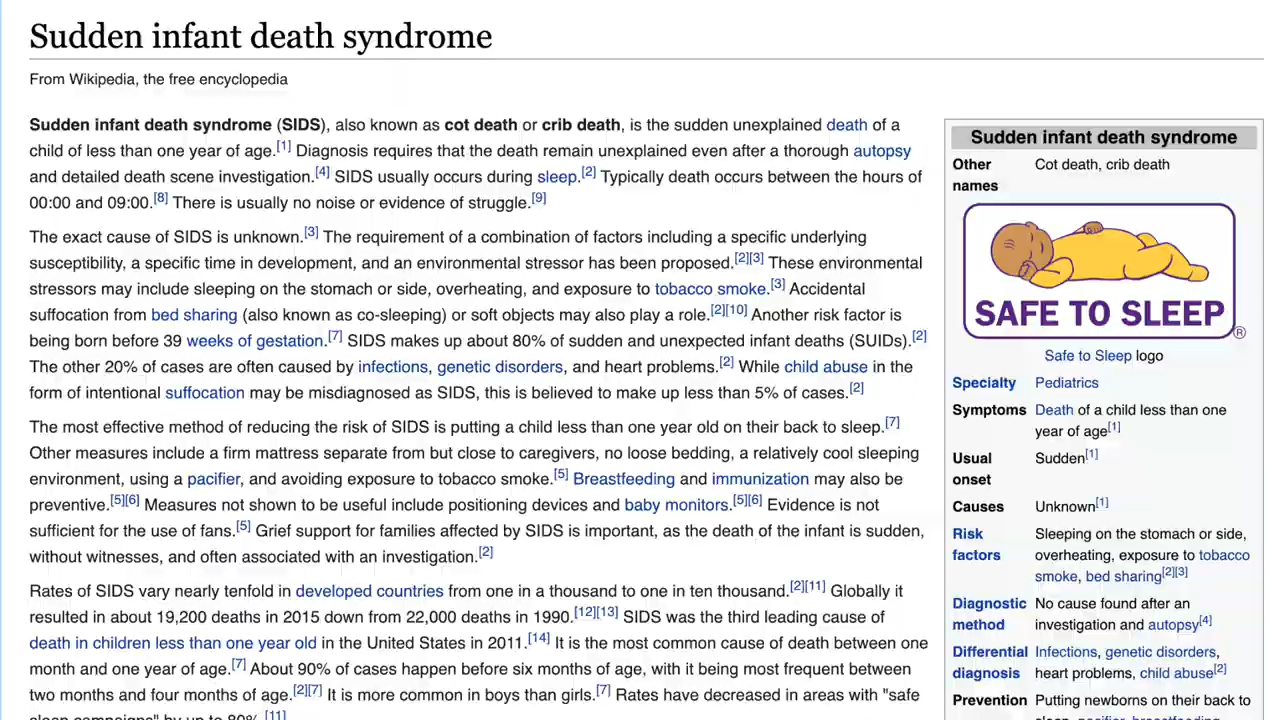 Sudden infant death syndrome
From Wikipedia, the free encyclopedia
Sudden infant death syndrome (SIDS), also known as cot death or crib death, is the sudden unexplained death of a
child of less than one year of age.[1] Diagnosis requires that the death remain unexplained even after a thorough autopsy
and detailed death scene investigation.[4] SIDS usually occurs during sleep.[2] Typically death occurs between the hours of
00:00 and 09:00.[8] There is usually no noise or evidence of struggle.[9]
The exact cause of SIDS is unknown.[3] The requirement of a combination of factors including a specific underlying
susceptibility, a specific time in development, and an environmental stressor has been proposed.[2][3] These environmental
stressors may include sleeping on the stomach or side, overheating, and exposure to tobacco smoke.[3] Accidental
suffocation from bed sharing (also known as co-sleeping) or soft objects may also play a role.[2][10] Another risk factor is
being born before 39 weeks of gestation.[7] SIDS makes up about 80% of sudden and unexpected infant deaths (SUIDs).[2]
The other 20% of cases are often caused by infections, genetic disorders, and heart problems.[2] While child abuse in the
form of intentional suffocation may be misdiagnosed as SIDS, this is believed to make up less than 5% of cases.[2]
The most effective method of reducing the risk of SIDS is putting a child less than one year old on their back to sleep.[7]
Other measures include a firm mattress separate from but close to caregivers, no loose bedding, a relatively cool sleeping
environment, using a pacifier, and avoiding exposure to tobacco smoke.[5] Breastfeeding and immunization may also be
preventive.[5][6] Measures not shown to be useful include positioning devices and baby monitors.[5][6] Evidence is not
sufficient for the use of fans.[5] Grief support for families affected by SIDS is important, as the death of the infant is sudden,
without witnesses, and often associated with an investigation.[2]
Rates of SIDS vary nearly tenfold in developed countries from one in a thousand to one in ten thousand.[2][11] Globally it
resulted in about 19,200 deaths in 2015 down from 22,000 deaths in 1990.[12][13] SIDS was the third leading cause of
death in children less than one year old in the United States in 2011.[14] It is the most common cause of death between one
month and one year of age.[7] About 90% of cases happen before six months of age, with it being most frequent between
two months and four months of age.[2][7] It is more common in boys than girls.[7] Rates have decreased in areas with "safe
sleep campaigns" by up to 80%.[11]
Sudden infant death syndrome
Other Cot death, crib death
names
SAFE TO SLEEP®
Safe to Sleep logo
Specialty Pediatrics
Symptoms Death of a child less than one
year of age[1]
Usual Sudden[1]
onset
Causes Unknown[1]
Risk Sleeping on the stomach or side,
factors overheating, exposure to tobacco
smoke, bed sharing[2][3]
Diagnostic No cause found after an
method investigation and autopsy[4]
Differential Infections, genetic disorders,
diagnosis heart problems, child abuse[2]
Prevention Putting newborns on their back to
sleep, pacifier, breastfeeding,